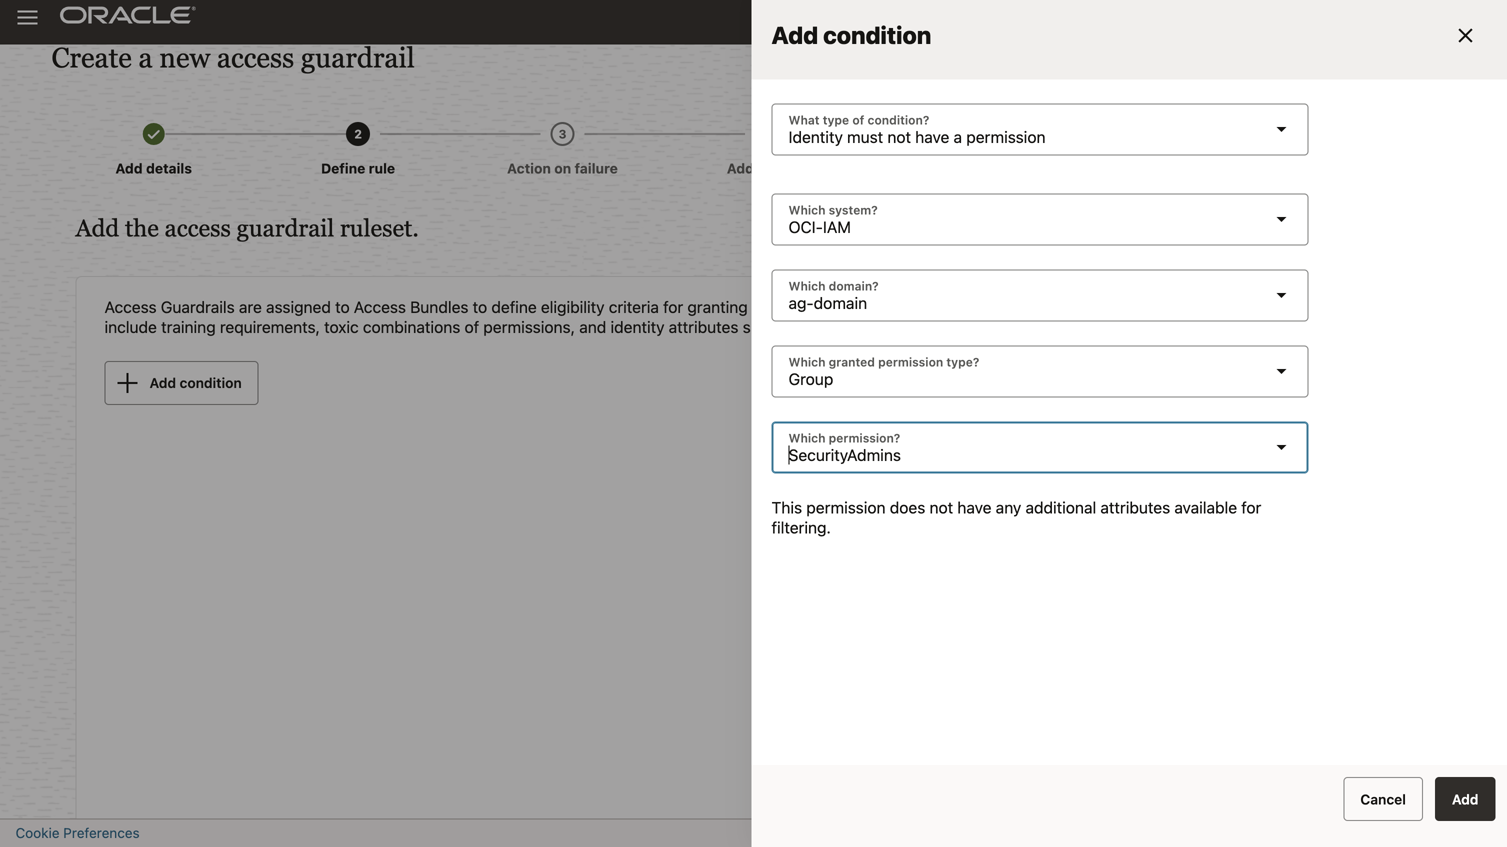 ORACLE
Create a new access guardrail
2
3
Add details
Define rule
Action on failure
Add
Add the access guardrail ruleset.
Access Guardrails are assigned to Access Bundles to define eligibility criteria for granting
include training requirements, toxic combinations of permissions, and identity attributes s
Add condition
Cookie Preferences
Add condition
What type of condition?
Identity must not have a permission
Which system?
OCI-IAM
Which domain?
ag-domain
Which granted permission type?
Group
Which permission?
SecurityAdmins
This permission does not have any additional attributes available for
filtering.
Cancel
Add